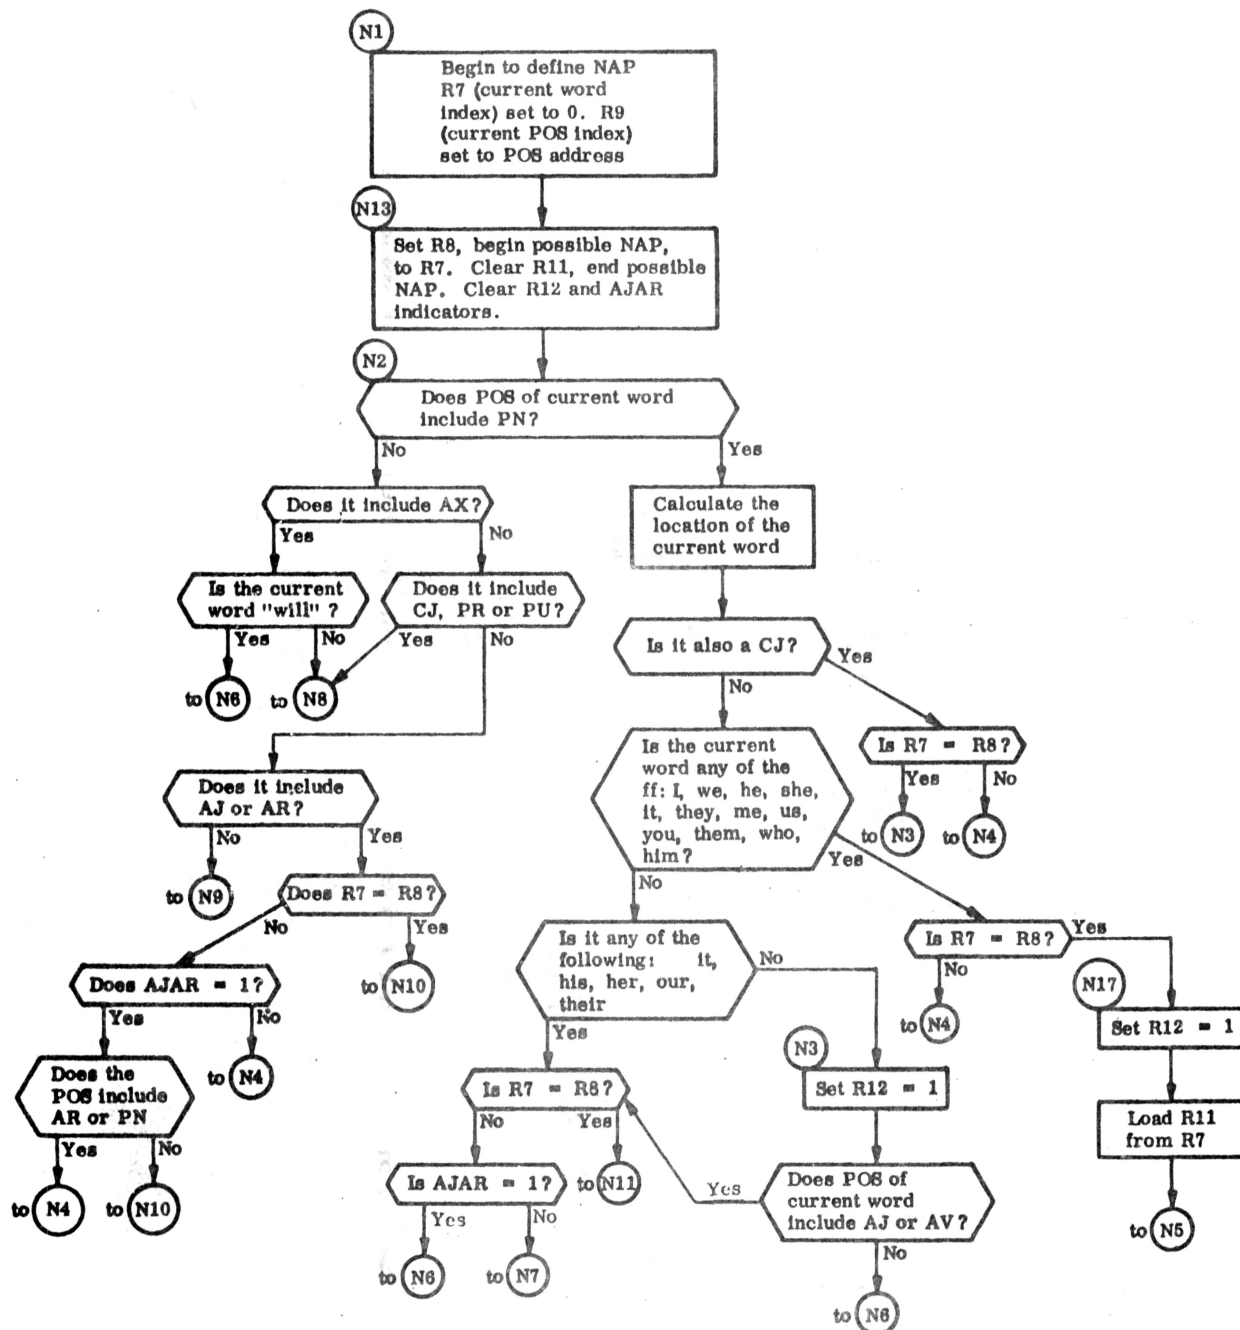 N1
Begin to define NAP
R7 (current word
index) set to 0. R9
(current POS index)
set to POS address
N13
Set R8, begin possible NAP,
to R7. Clear R11, end possible
NAP. Clear R12 and AJAR
indicators.
N2
Does POS of current word
include PN?
No
Yes
Does it include AX?
Yes
No
Calculate the
location of the
current word
Is the current
word "will" ?
Yes
No
Does it include
CJ, PR or PU?
Yes
No
to N6
to N8
Is it also a CJ?
Yes
No
Is R7 = R8?
Yes
No
to N3
to N4
Does it include
AJ or AR?
No
Yes
to N9
Is the current
word any of the
ff: I, we, he, she,
it, they, me, us,
you, them, who,
him?
Yes
No
Does R7 = R8?
No
Yes
to N10
Is R7 = R8?
Yes
No
to N4
N17
Set R12 = 1
Load R11
from R7
to N5
Does AJAR = 1?
Yes
No
to N4
Does the
POS include
AR or PN
Yes
No
to N4
to N10
Is it any of the
following: it,
his, her, our,
their
No
Yes
N3
Set R12 = 1
Is R7 = R8?
No
Yes
to N11
Does POS of
current word
include AJ or AV?
Yes
No
to N6
Is AJAR = 1?
Yes
No
to N6
to N7